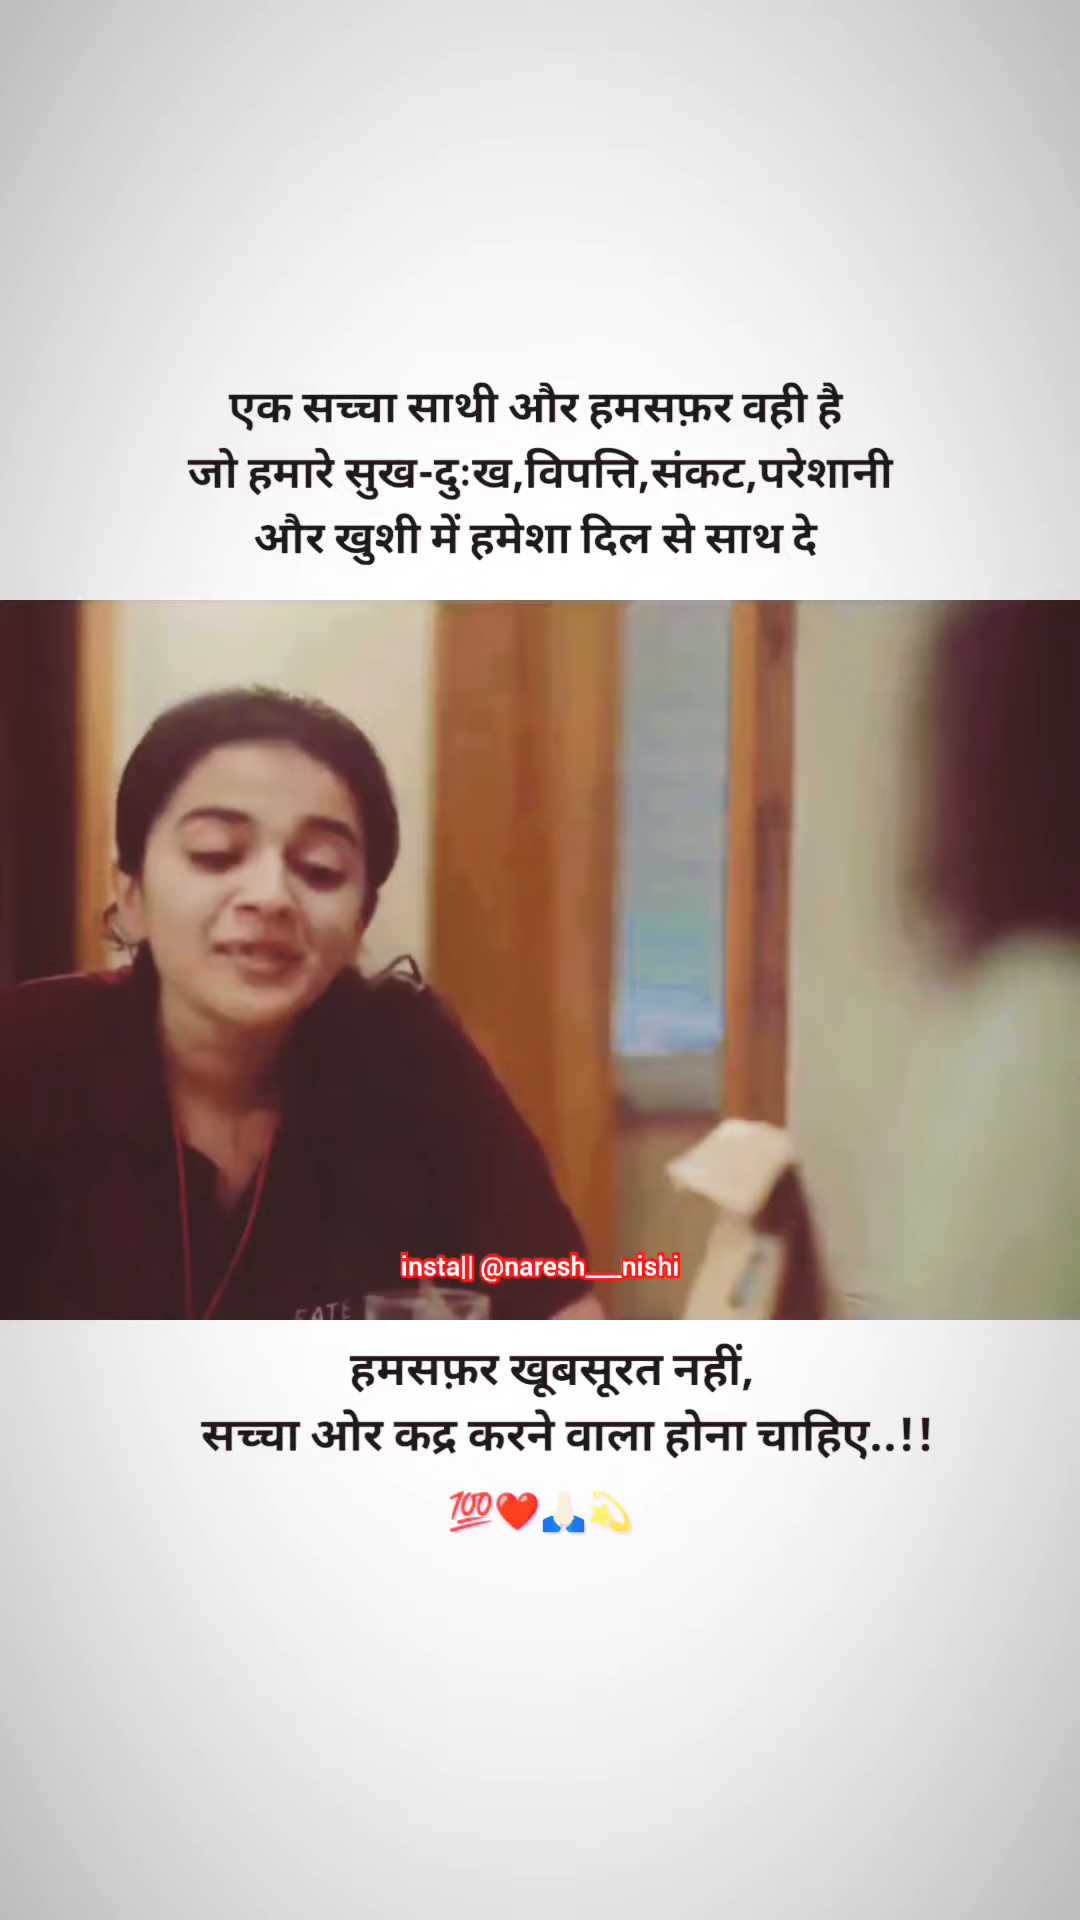 एक सच्चा साथी और हमसफ़र वही है
जो हमारे सुख-दुःख,विपत्ति,संकट,परेशानी
और खुशी में हमेशा दिल से साथ दे
insta|| @naresh___nishi
हमसफ़र खूबसूरत नहीं,
सच्चा ओर कद्र करने वाला होना चाहिए..!!
💯❤️🙏🏻💫